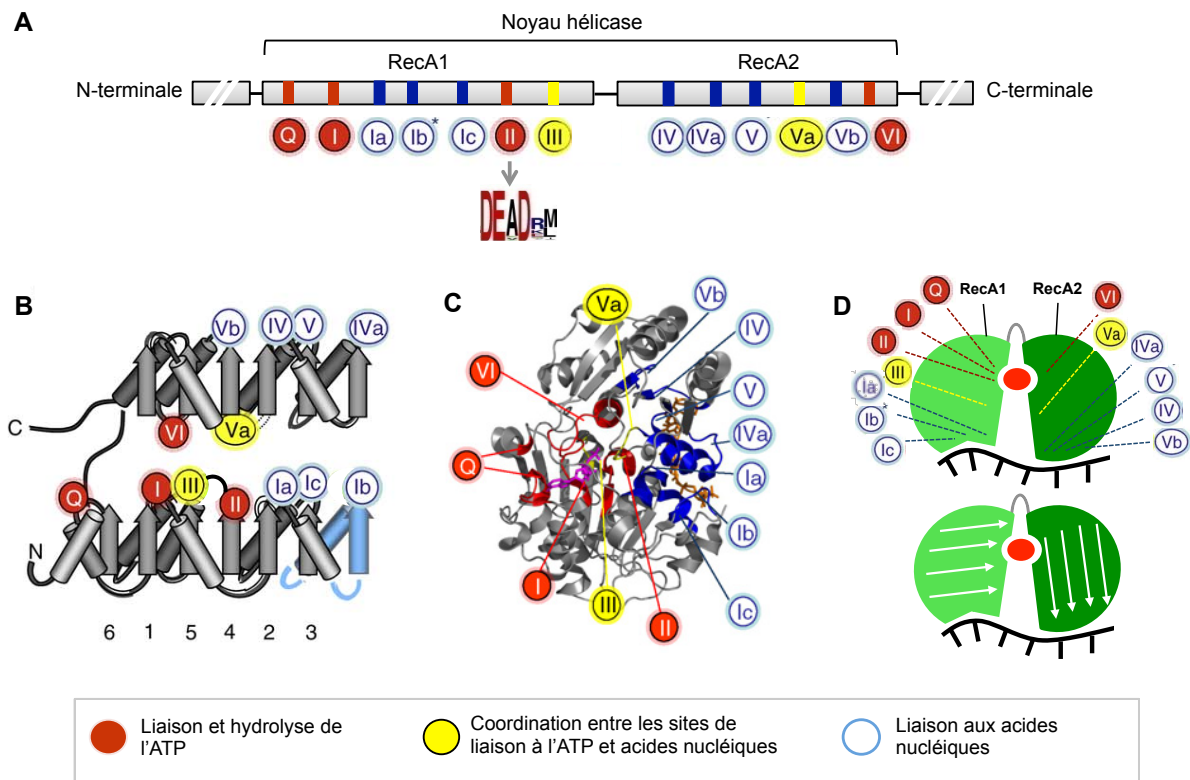 A
Noyau hélicase
RecA1
RecA2
N-terminale
C-terminale
Q I Ia Ib* Ic II III IV IVa V Va Vb VI
DEAD
B
Vb IV V IVa
C
VI Va
Q I III II Ia Ic Ib
N
6 1 5 4 2 3
C
Va
Vb
IV
VI
V
IVa
Q
Ia
Ib
I
III
II
Ic
D
RecA1
RecA2
Q
I
II
III
Ia
Ib*
Ic
VI
Va
IVa
V
IV
Vb
Liaison et hydrolyse de
l'ATP
Coordination entre les sites de
liaison à l'ATP et acides nucléiques
Liaison aux acides
nucléiques